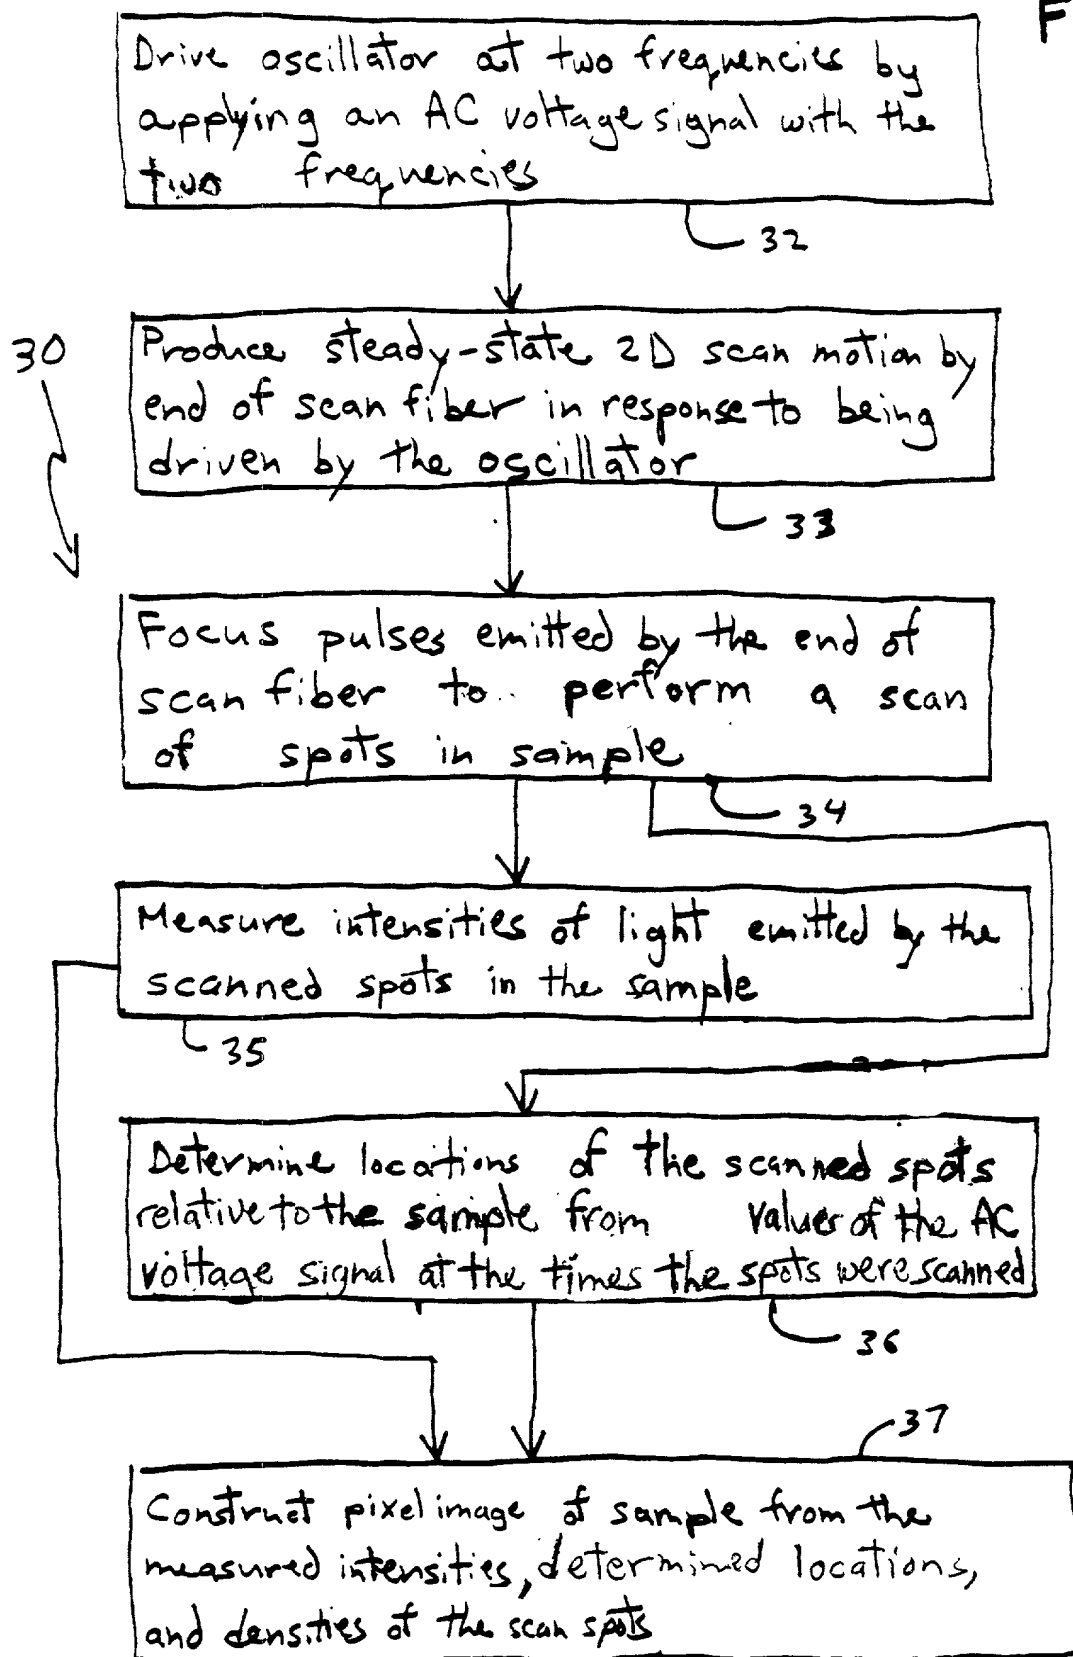 F
Drive oscillator at two frequencies by
applying an AC voltage signal with the
two frequencies
32
30
Produce steady-state 2D scan motion by
end of scan fiber in response to being
driven by the oscillator
33
Focus pulses emitted by the end of
scan fiber to perform a scan
of spots in sample
34
Measure intensities of light emitted by the
scanned spots in the sample
35
Determine locations of the scanned spots
relative to the sample from values of the AC
voltage signal at the times the spots were scanned
36
37
Construct pixel image of sample from the
measured intensities, determined locations,
and densities of the scan spots